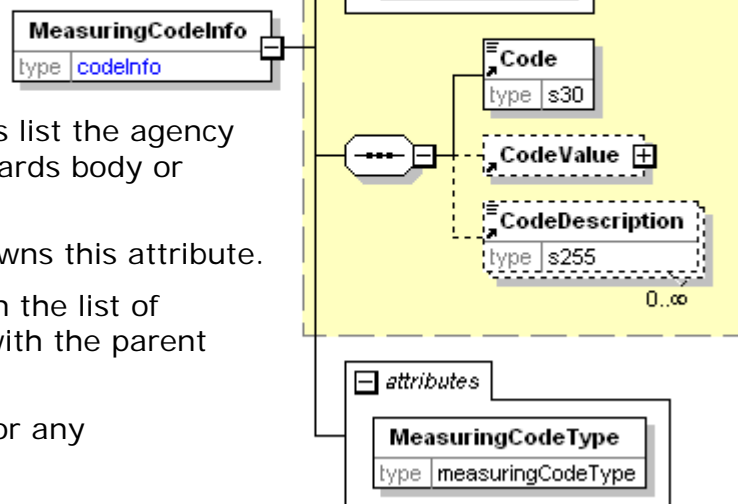 MeasuringCodeInfo
type codeInfo
s list the agency
ards body or
wns this attribute.
n the list of
with the parent
or any
Code
type s30
CodeValue
CodeDescription
type s255
0..∞
attributes
MeasuringCodeType
type measuringCodeType